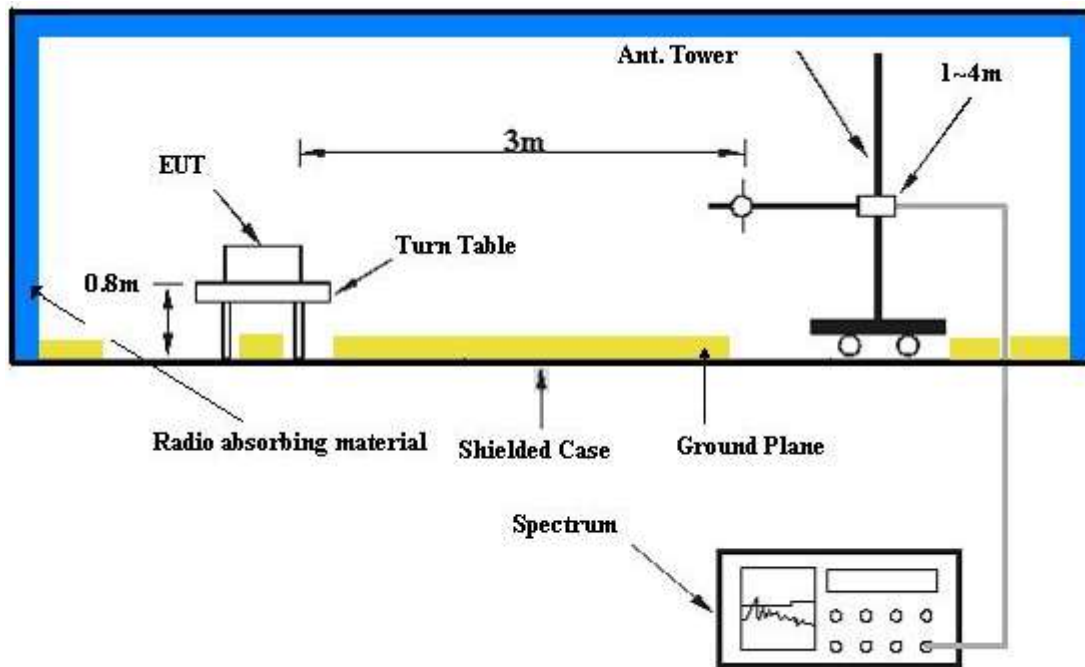 Ant. Tower
1~4m
3m
EUT
Turn Table
0.8m
Radio absorbing material
Shielded Case
Ground Plane
Spectrum